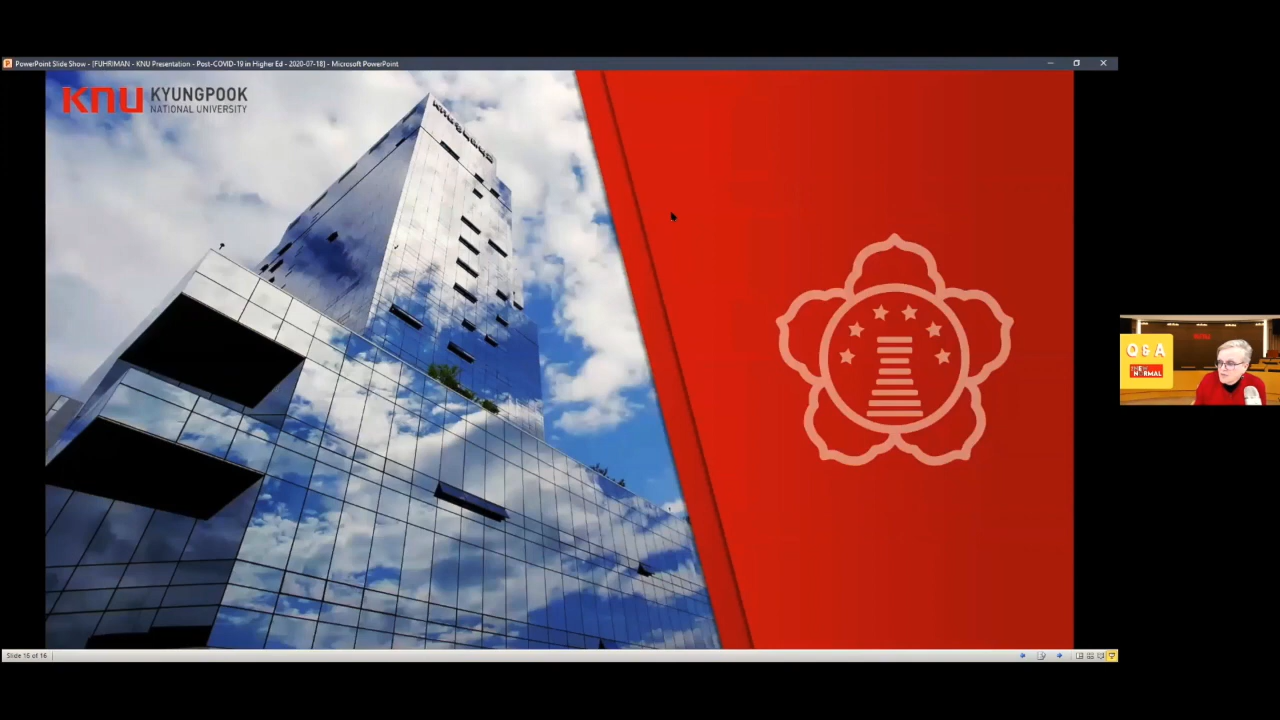 PowerPoint Slide Show - [FUHRIMAN - KNU Presentation - Post-COVID-19 in Higher Ed - 2020-07-18] - Microsoft PowerPoint
KNU KYUNGPOOK
NATIONAL UNIVERSITY
Q & A
NORMAL
Slide 15 of 16